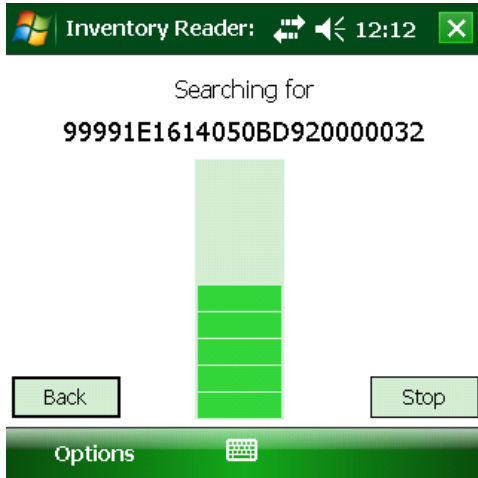 Inventory Reader: 12:12
Searching for
99991E1614050BD920000032
Back Stop
Options